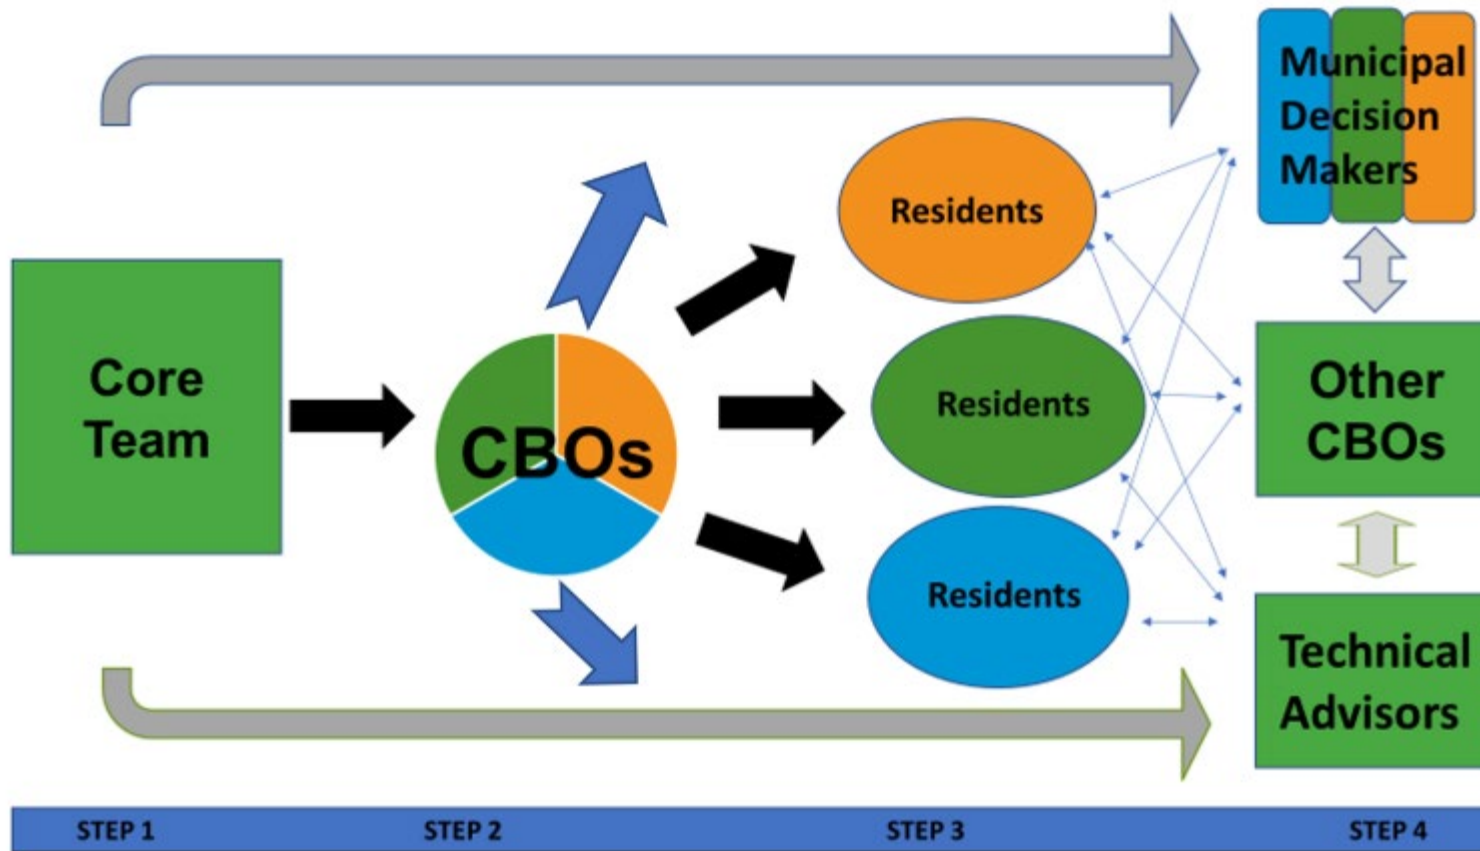 Municipal
Decision
Makers
Residents
Core
Team
CBOs
Residents
Other
CBOs
Residents
Technical
Advisors
STEP 1
STEP 2
STEP 3
STEP 4